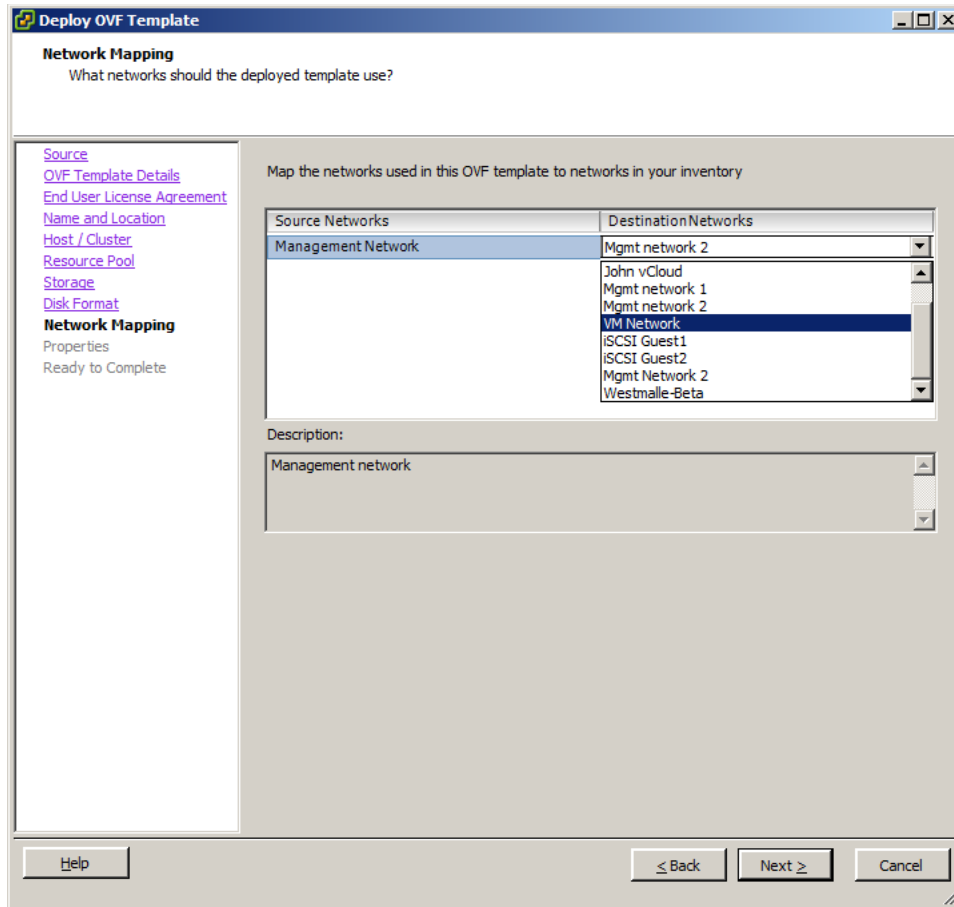 Deploy OVF Template
Network Mapping
What networks should the deployed template use?
Source
OVF Template Details
End User License Agreement
Name and Location
Host / Cluster
Resource Pool
Storage
Disk Format
Network Mapping
Properties
Ready to Complete
Map the networks used in this OVF template to networks in your inventory
Source Networks DestinationNetworks
Management Network Mgmt network 2
John vCloud
Mgmt network 1
Mgmt network 2
VM Network
iSCSI Guest1
iSCSI Guest2
Mgmt Network 2
Westmalle-Beta
Description:
Management network
Help < Back Next > Cancel